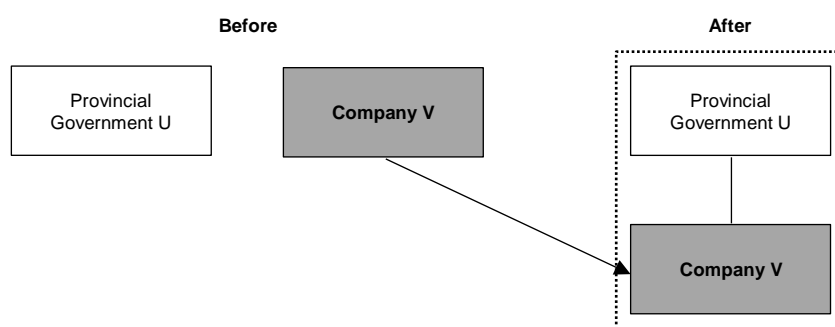 Before
After
Provincial
Government U
Company V
Provincial
Government U
Company V